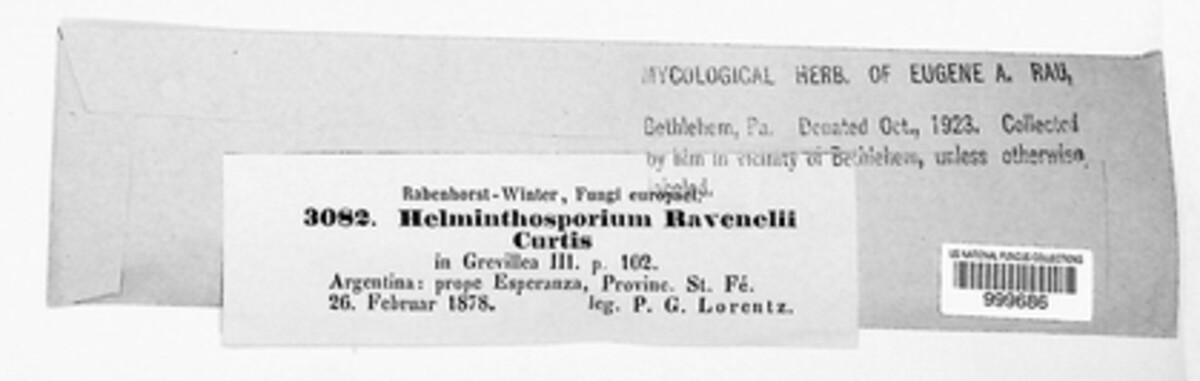 MYCOLOGICAL HERB. OF EUGENE A. RAU,
Bethlehem, Pa. Donated Oct., 1923. Collected
by him in vicinity of Bethlehem, unless otherwise
labeled.
Rabenhorst-Winter, Fungi europaei.
3082. Helminthosporium Ravenelii
Curtis
in Grevillea III. p. 102.
Argentina: prope Esperanza, Provinc. St. Fé.
26. Februar 1878. leg. P. G. Lorentz.
US NATIONAL FUNGUS COLLECTIONS
999686